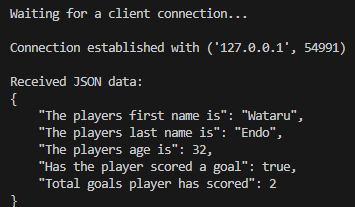 Waiting for a client connection...
Connection established with ('127.0.0.1', 54991)
Received JSON data:
{
    "The players first name is": "Wataru",
    "The players last name is": "Endo",
    "The players age is": 32,
    "Has the player scored a goal": true,
    "Total goals player has scored": 2
}